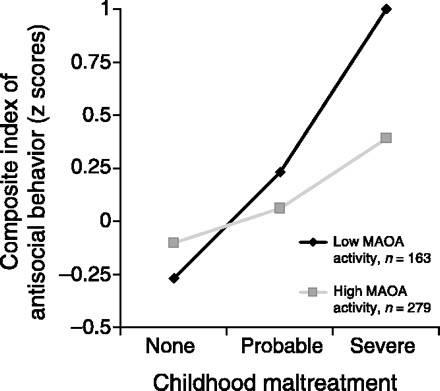 Composite index of
antisocial behavior (z scores)
1
0.75
0.5
0.25
0
−0.25
−0.5
Low MAOA
activity, n = 163
High MAOA
activity, n = 279
None Probable Severe
Childhood maltreatment